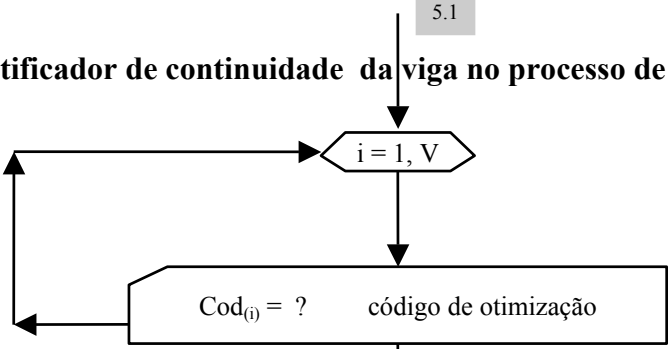 5.1
tificador de continuidade da viga no processo de
i = 1, V
Cod(i) = ? código de otimização